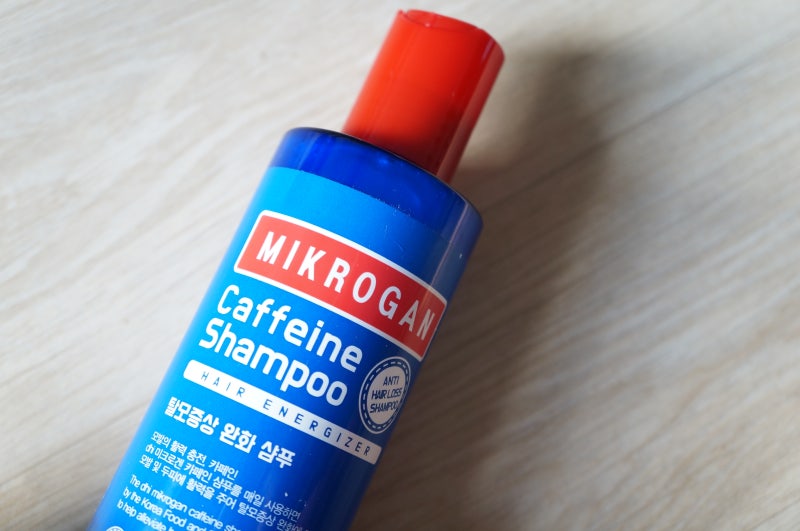 MIKROGAN
Caffeine
Shampoo
ANTI
HAIR LOSS
SHAMPOO
HAIR ENERGIZER
탈모증상 완화 샴푸
모발의 활력 충전, 카페인.
dhi 미크로겐 카페인 샴푸를 매일 사용하면
모발 및 두피에 활력을 주어 탈모증상 완화에
The dhi mikrogan caffeine
by the Korea Food and
to help alleviate